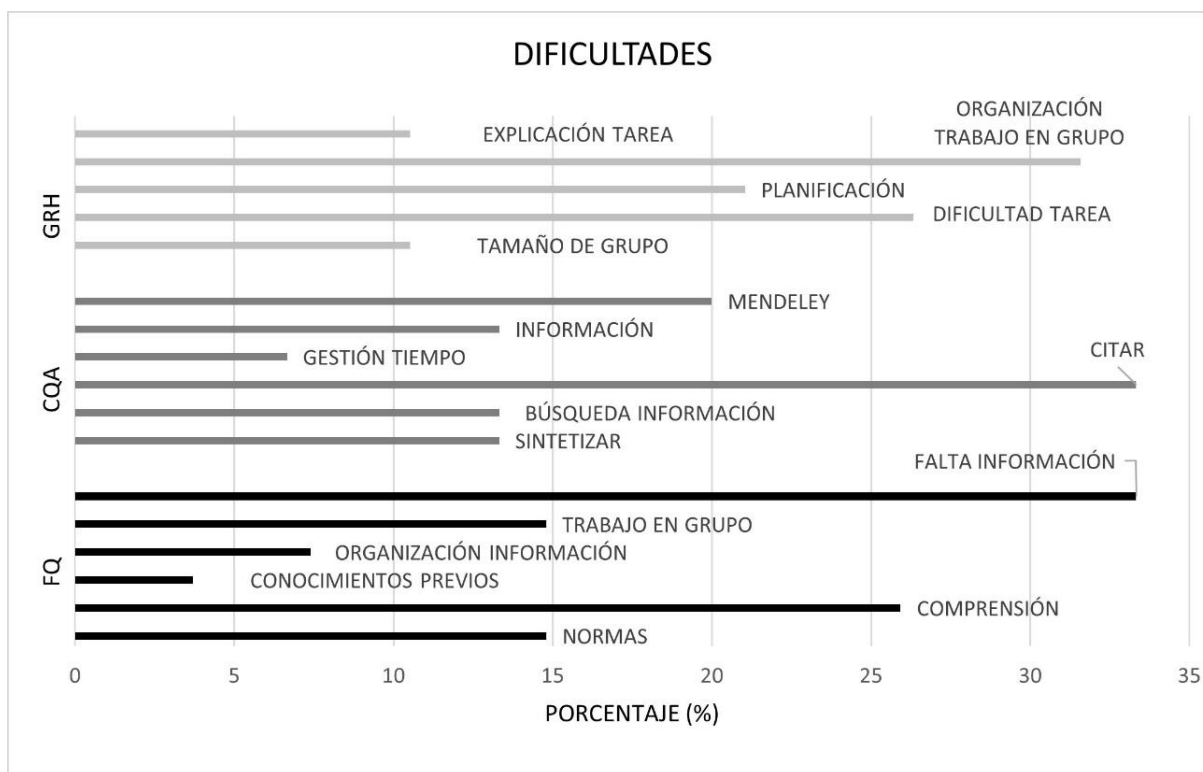 DIFICULTADES
ORGANIZACIÓN
TRABAJO EN GRUPO
EXPLICACIÓN TAREA
PLANIFICACIÓN
DIFICULTAD TAREA
TAMAÑO DE GRUPO
GRH
MENDELEY
INFORMACIÓN
GESTIÓN TIEMPO
CITAR
BÚSQUEDA INFORMACIÓN
SINTETIZAR
CQA
FALTA INFORMACIÓN
TRABAJO EN GRUPO
ORGANIZACIÓN INFORMACIÓN
CONOCIMIENTOS PREVIOS
COMPRENSIÓN
NORMAS
FQ
0 5 10 15 20 25 30 35
PORCENTAJE (%)